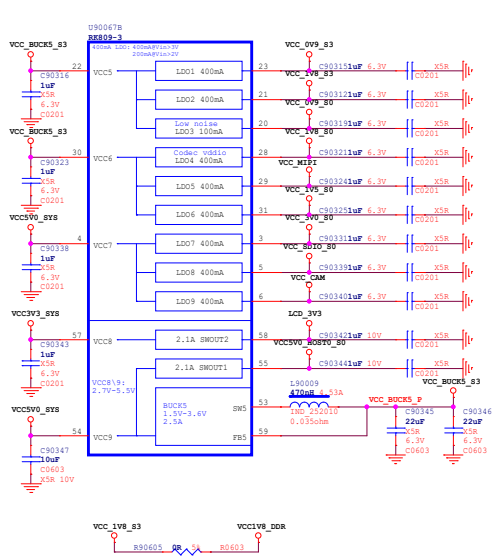 U90067B
RK809-3
400mA LDO: 400mA@Vin>3V
200mA@Vin>2V
VCC_BUCK5_S3
VCC_0V9_S3
C90316
1uF
X5R
6.3V
C0201
22
VCC5
LDO1 400mA
23
C90315
1uF
6.3V
X5R
C0201
VCC_1V8_S3
LDO2 400mA
21
C90312
1uF
6.3V
X5R
C0201
VCC_0V9_S0
Low noise
LDO3 100mA
20
C90319
1uF
6.3V
X5R
C0201
VCC_BUCK5_S3
VCC_1V8_S0
C90323
1uF
X5R
6.3V
C0201
30
VCC6
Codec vddio
LDO4 400mA
28
C90321
1uF
6.3V
X5R
C0201
VCC_MIPI
LDO5 400mA
29
C90324
1uF
6.3V
X5R
C0201
VCC_1V5_S0
LDO6 400mA
31
C90325
1uF
6.3V
X5R
C0201
VCC5V0_SYS
VCC_3V0_S0
C90338
1uF
X5R
6.3V
C0201
4
VCC7
LDO7 400mA
3
C90331
1uF
6.3V
X5R
C0201
VCC_SDIO_S0
LDO8 400mA
5
C90339
1uF
6.3V
X5R
C0201
VCC_CAM
LDO9 400mA
6
C90340
1uF
6.3V
X5R
C0201
VCC3V3_SYS
LCD_3V3
C90343
1uF
X5R
6.3V
C0201
57
VCC8
2.1A SWOUT2
58
C90342
1uF
10V
X5R
C0201
VCC5V0_HOST0_S0
2.1A SWOUT1
55
C90344
1uF
10V
X5R
C0201
VCC8\9:
2.7V-5.5V
VCC5V0_SYS
C90347
10uF
C0603
X5R 10V
54
VCC9
BUCK5
1.5V-3.6V
2.5A
SW5
FB5
53
59
L90009
470nH
4.53A
IND_252010
0.035ohm
VCC_BUCK5_P
VCC_BUCK5_S3
C90345
22uF
X5R
6.3V
C0603
C90346
22uF
X5R
6.3V
C0603
VCC_1V8_S3
VCC1V8_DDR
R90605
0R
5%
R0603